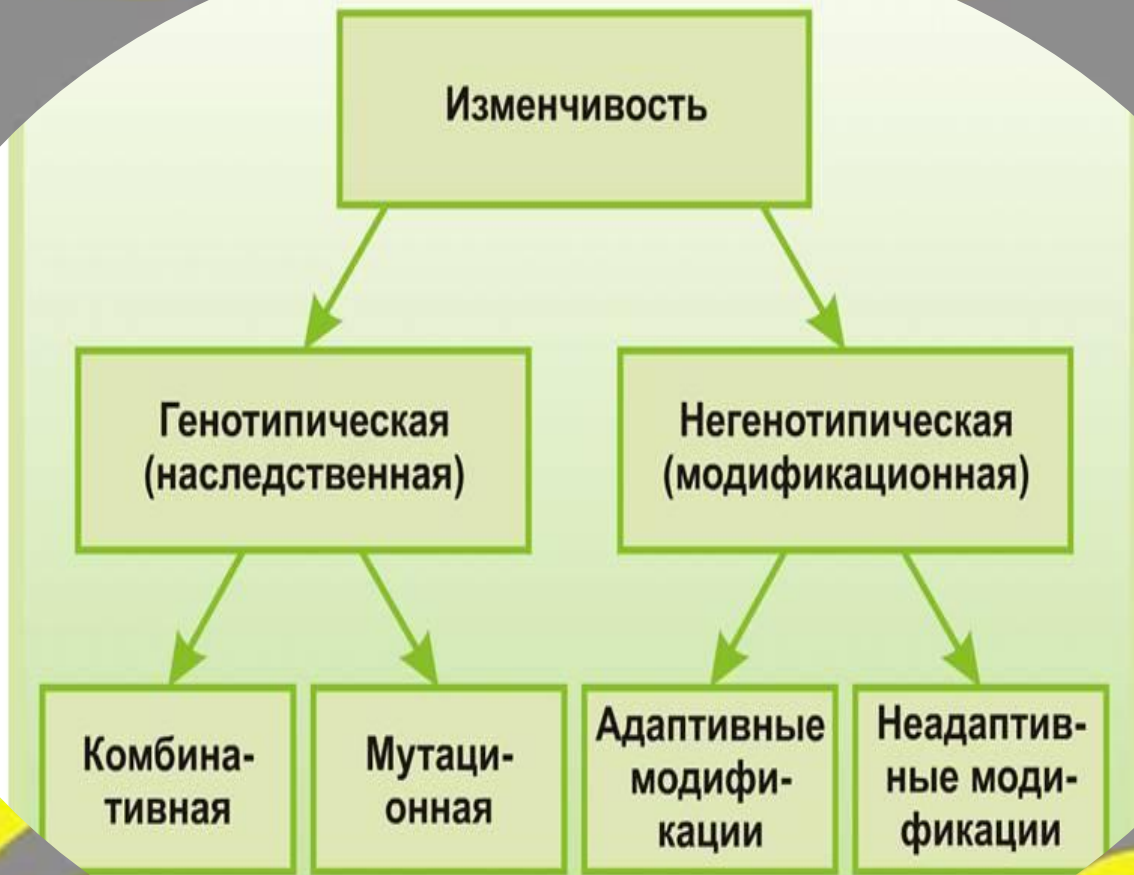 Изменчивость
Генотипическая
(наследственная)
Негенотипическая
(модификационная)
Комбина-
тивная
Мутаци-
онная
Адаптивные
модифи-
кации
Неадаптив-
ные моди-
фикации